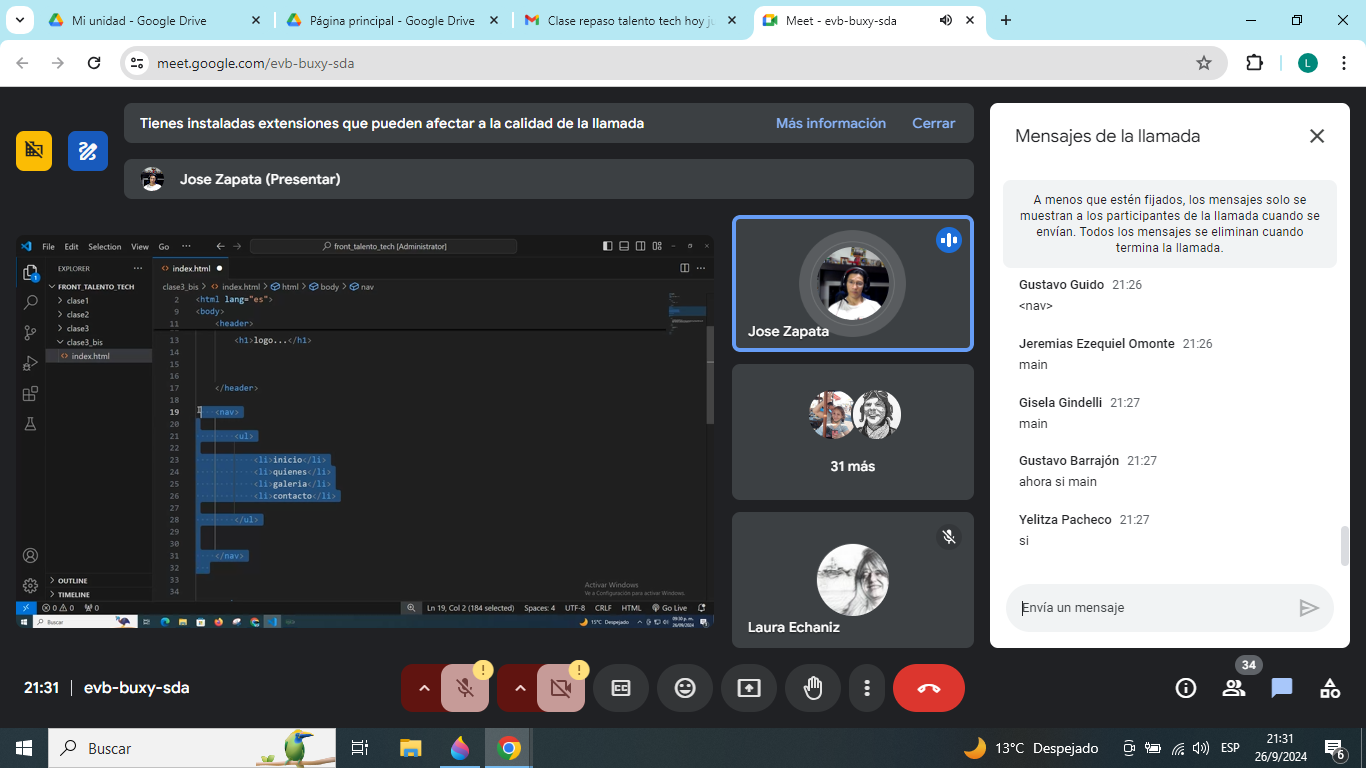 Mi unidad - Google Drive
Página principal - Google Drive
Clase repaso talento tech hoy ju
Meet - evb-buxy-sda
meet.google.com/evb-buxy-sda
L
Tienes instaladas extensiones que pueden afectar a la calidad de la llamada
Más información
Cerrar
Jose Zapata (Presentar)
File Edit Selection View Go ···
front_talento_tech [Administrator]
EXPLORER
FRONT_TALENTO_TECH
clase1
clase2
clase3
clase3_bis
index.html
OUTLINE
TIMELINE
index.html
clase3_bis > index.html > html > body > nav
2 <html lang="es">
9 <body>
11 <header>
13 <h1>logo...</h1>
14
15
16
17 </header>
18
19 <nav>
20
21 <ul>
22
23 <li>inicio</li>
24 <li>quienes</li>
25 <li>galeria</li>
26 <li>contacto</li>
27
28 </ul>
29
30
31 </nav>
32
33
34
Activar Windows
Ve a Configuración para activar Windows.
0 0 0
Ln 19, Col 2 (184 selected) Spaces: 4 UTF-8 CRLF HTML Go Live
Buscar
15°C Despejado
09:30 p. m.
26/09/2024
Jose Zapata
31 más
Laura Echaniz
Mensajes de la llamada
A menos que estén fijados, los mensajes solo se
muestran a los participantes de la llamada cuando se
envían. Todos los mensajes se eliminan cuando
termina la llamada.
Gustavo Guido 21:26
<nav>
Jeremias Ezequiel Omonte 21:26
main
Gisela Gindelli 21:27
main
Gustavo Barrajón 21:27
ahora si main
Yelitza Pacheco 21:27
si
Envía un mensaje
21:31 | evb-buxy-sda
34
Buscar
13°C Despejado
ESP
21:31
26/9/2024
6